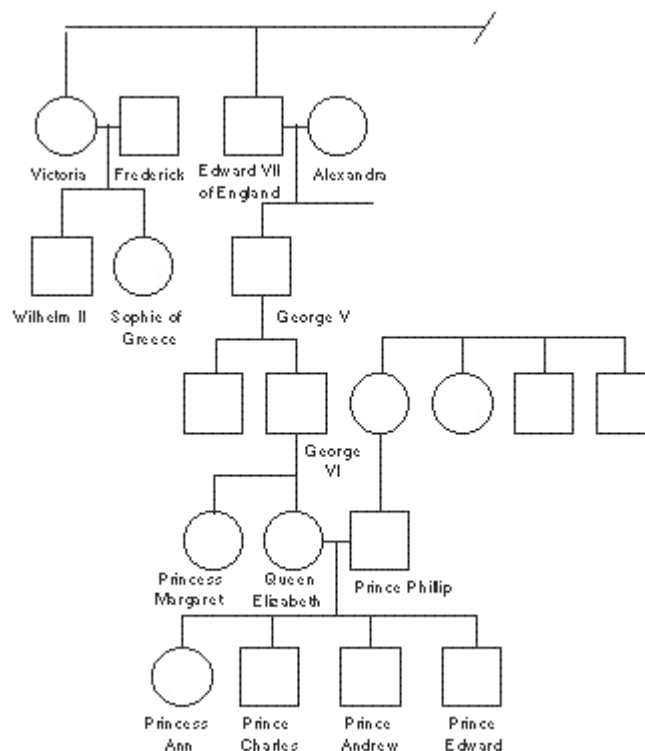 Victoria
Frederick
Edward VII
of England
Alexandra
Wilhelm II
Sophie of
Greece
George V
George
VI
Princess
Margaret
Queen
Elizabeth
Prince Phillip
Princess
Ann
Prince
Charles
Prince
Andrew
Prince
Edward